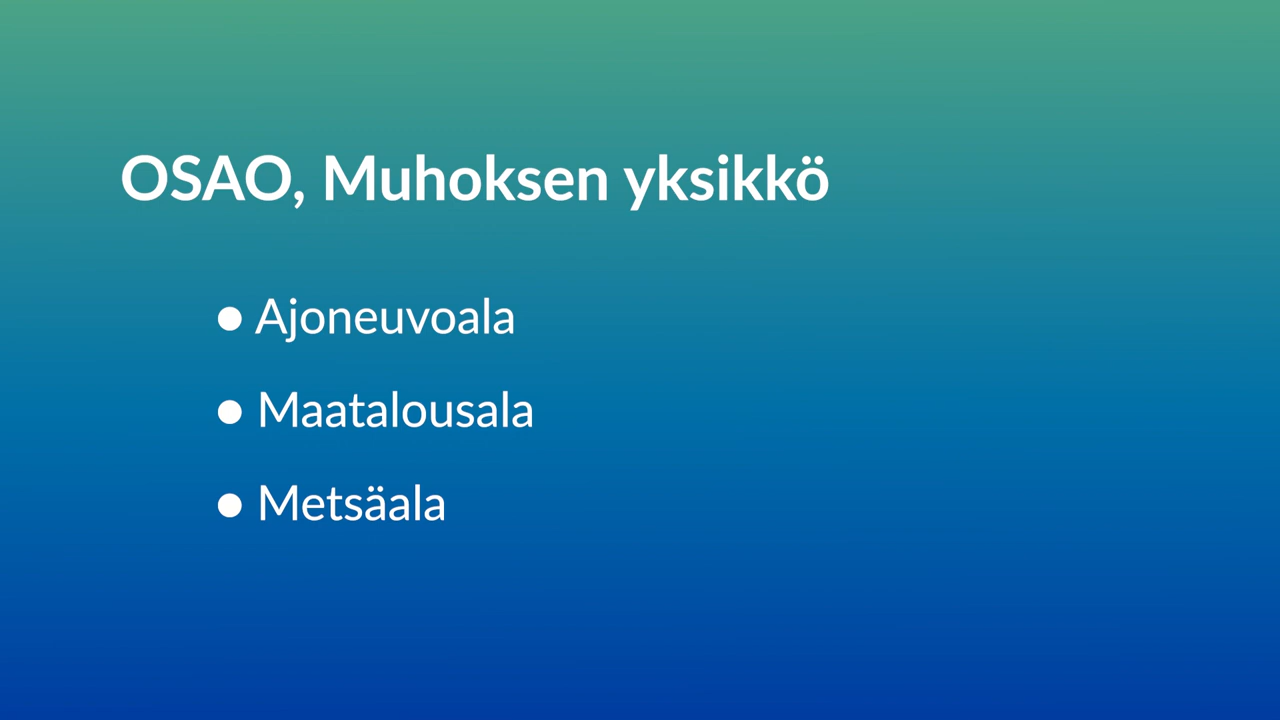 OSAO, Muhoksen yksikkö
● Ajoneuvoala
● Maatalousala
● Metsäala